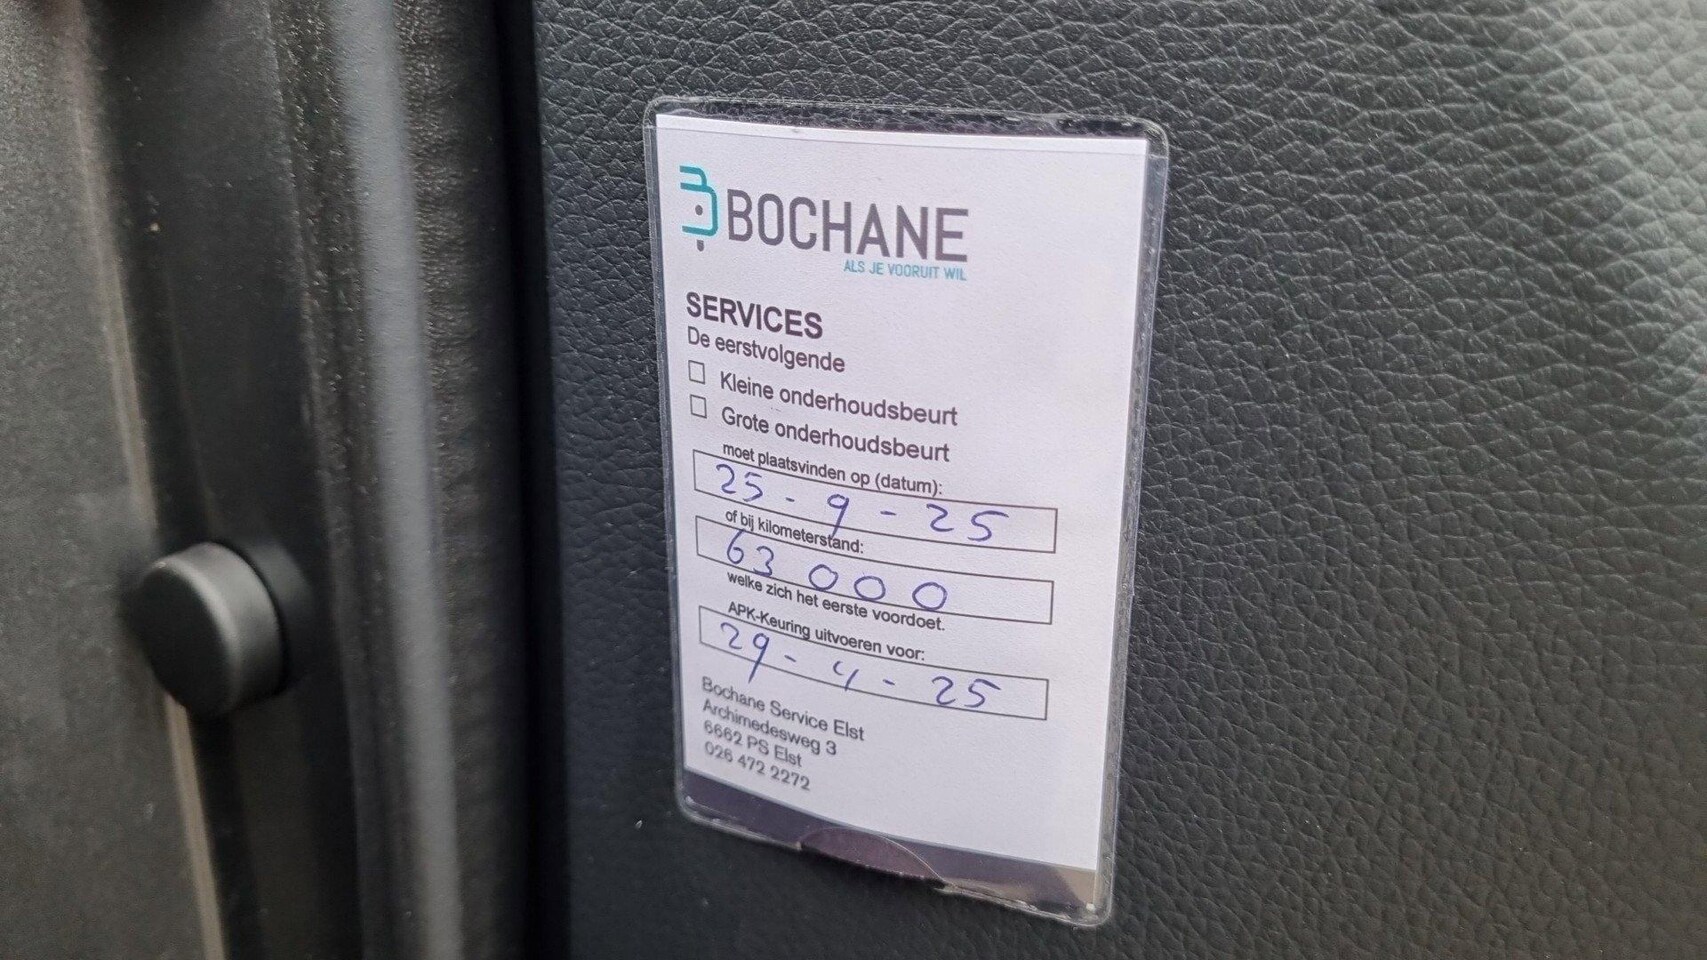 BOCHANE
ALS JE VOORUIT WIL
SERVICES
De eerstvolgende
Kleine onderhoudsbeurt
Grote onderhoudsbeurt
moet plaatsvinden op (datum):
25 - 9 - 25
of bij kilometerstand:
63 000
welke zich het eerste voordoet.
APK-Keuring uitvoeren voor:
29 - 4 - 25
Bochane Service Elst
Archimedesweg 3
6662 PS Elst
026 472 2272